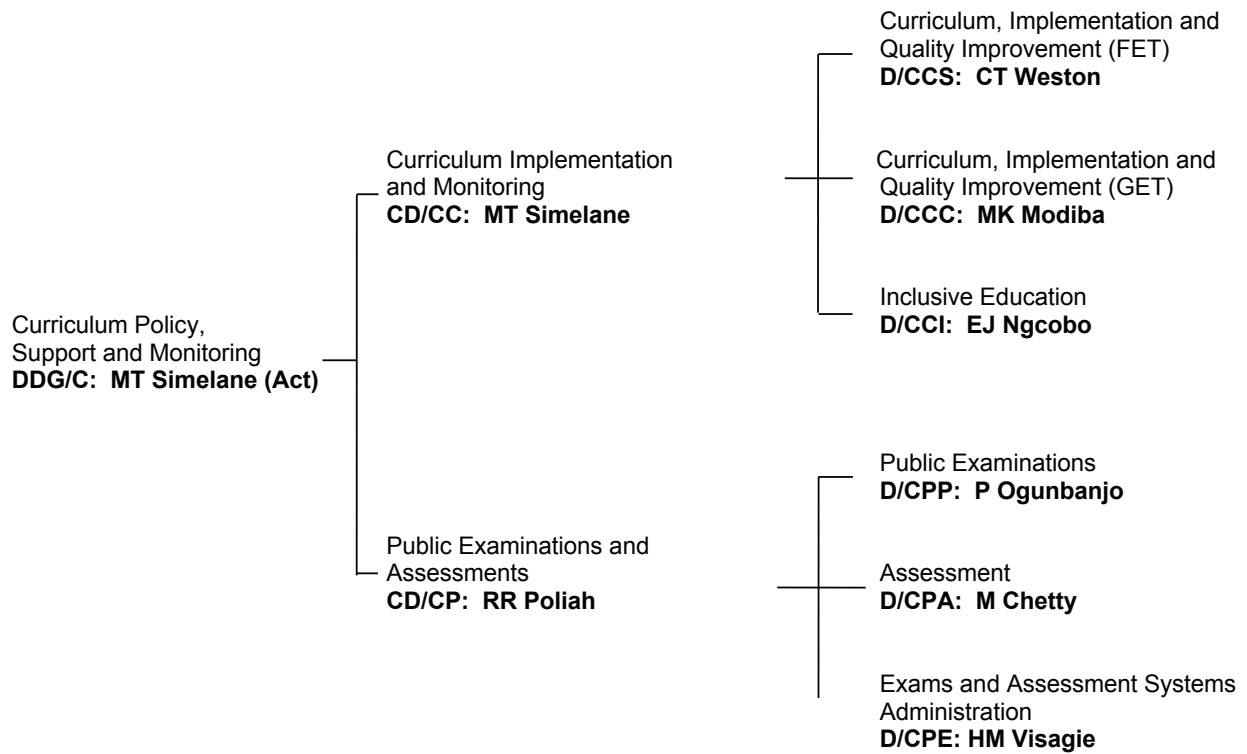 Curriculum Policy,
Support and Monitoring
DDG/C: MT Simelane (Act)
Curriculum Implementation
and Monitoring
CD/CC: MT Simelane
Curriculum, Implementation and
Quality Improvement (FET)
D/CCS: CT Weston
Curriculum, Implementation and
Quality Improvement (GET)
D/CCC: MK Modiba
Inclusive Education
D/CCI: EJ Ngcobo
Public Examinations and
Assessments
CD/CP: RR Poliah
Public Examinations
D/CPP: P Ogunbanjo
Assessment
D/CPA: M Chetty
Exams and Assessment Systems
Administration
D/CPE: HM Visagie